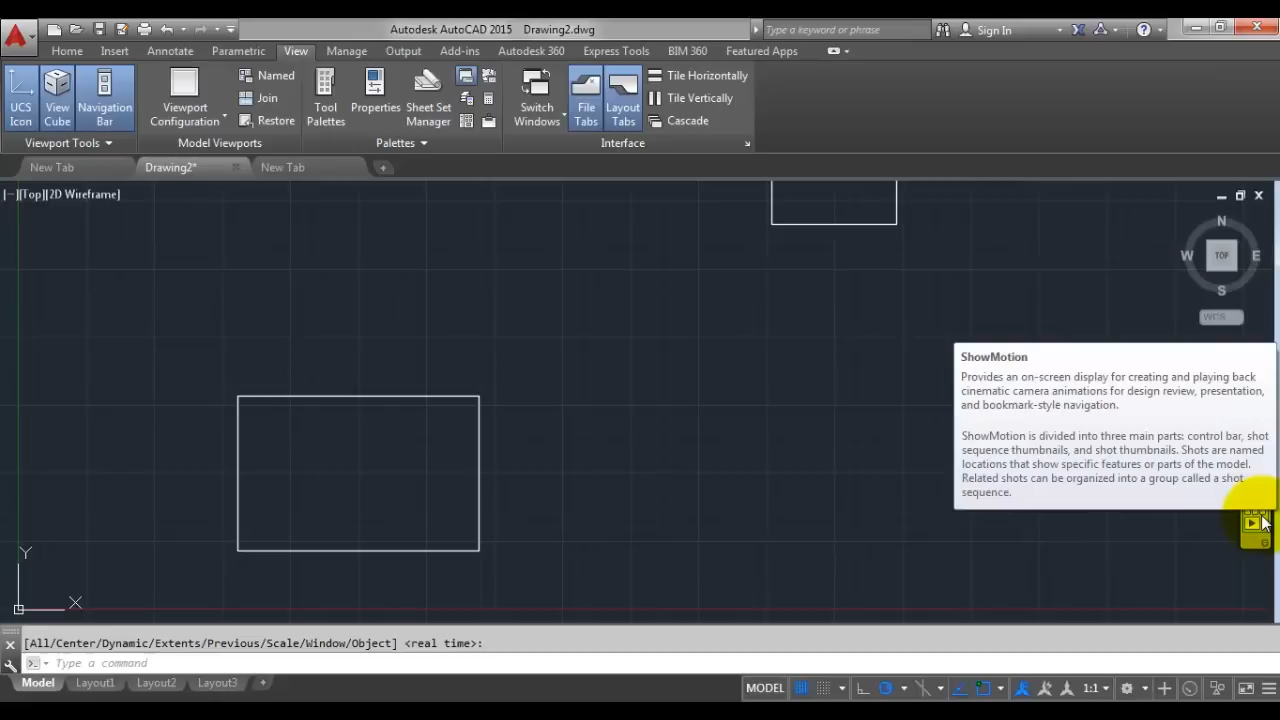 Autodesk AutoCAD 2015 Drawing2.dwg
Type a keyword or phrase
Sign In
Home Insert Annotate Parametric View Manage Output Add-ins Autodesk 360 Express Tools BIM 360 Featured Apps
UCS
Icon
View
Cube
Navigation
Bar
Viewport Tools
Viewport
Configuration
Named
Join
Restore
Model Viewports
Tool
Palettes
Properties
Sheet Set
Manager
Palettes
Switch
Windows
File
Tabs
Layout
Tabs
Tile Horizontally
Tile Vertically
Cascade
Interface
New Tab Drawing2* New Tab
[−][Top][2D Wireframe]
N
W TOP E
S
WCS
ShowMotion
Provides an on-screen display for creating and playing back
cinematic camera animations for design review, presentation,
and bookmark-style navigation.
ShowMotion is divided into three main parts: control bar, shot
sequence thumbnails, and shot thumbnails. Shots are named
locations that show specific features or parts of the model.
Related shots can be organized into a group called a shot
sequence.
Y
X
[All/Center/Dynamic/Extents/Previous/Scale/Window/Object] <real time>:
Type a command
Model Layout1 Layout2 Layout3 +
MODEL 1:1